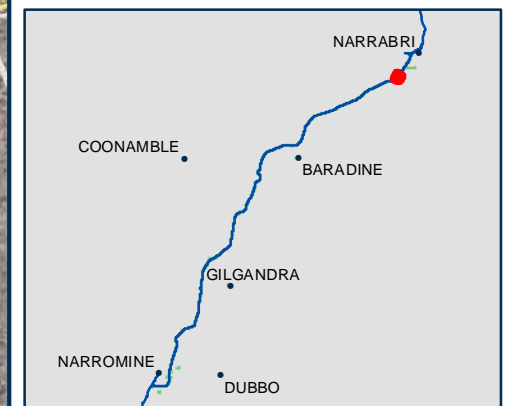 NARRABRI
COONAMBLE
BARADINE
GILGANDRA
NARROMINE
DUBBO